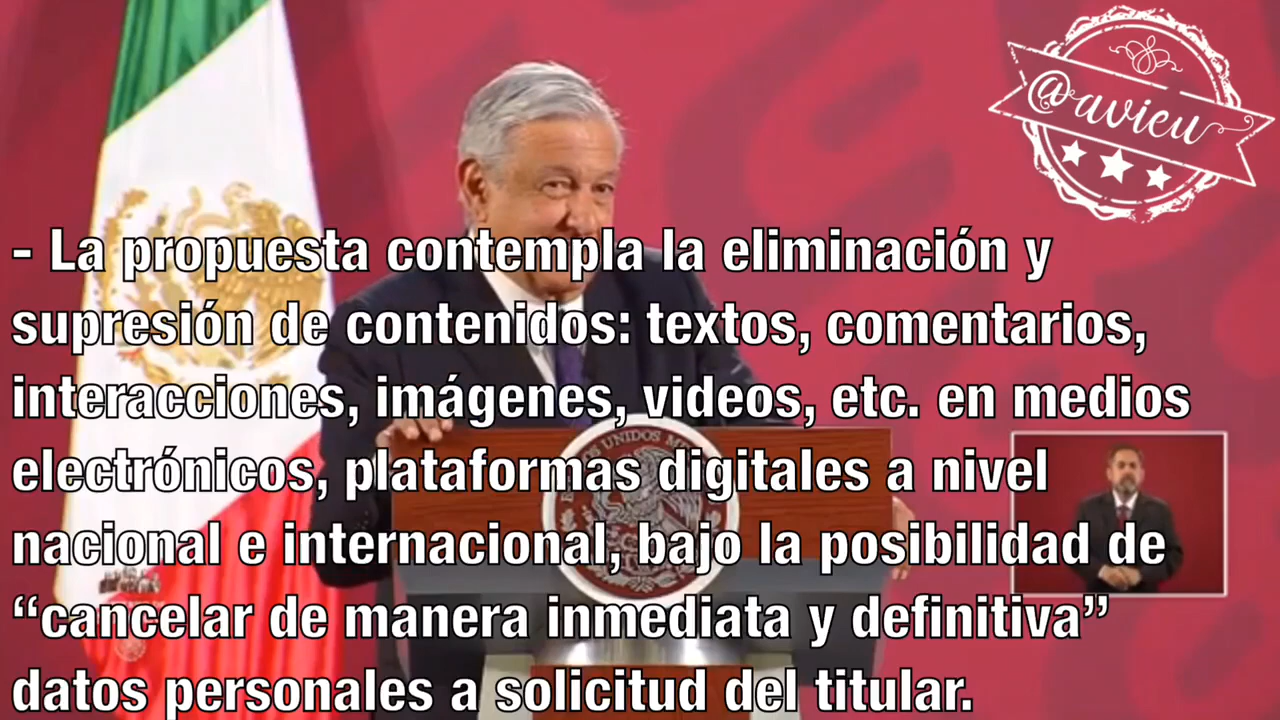 @avieu
- La propuesta contempla la eliminación y
supresión de contenidos: textos, comentarios,
interacciones, imágenes, videos, etc. en medios
electrónicos, plataformas digitales a nivel
nacional e internacional, bajo la posibilidad de
“cancelar de manera inmediata y definitiva”
datos personales a solicitud del titular.
UNIDOS